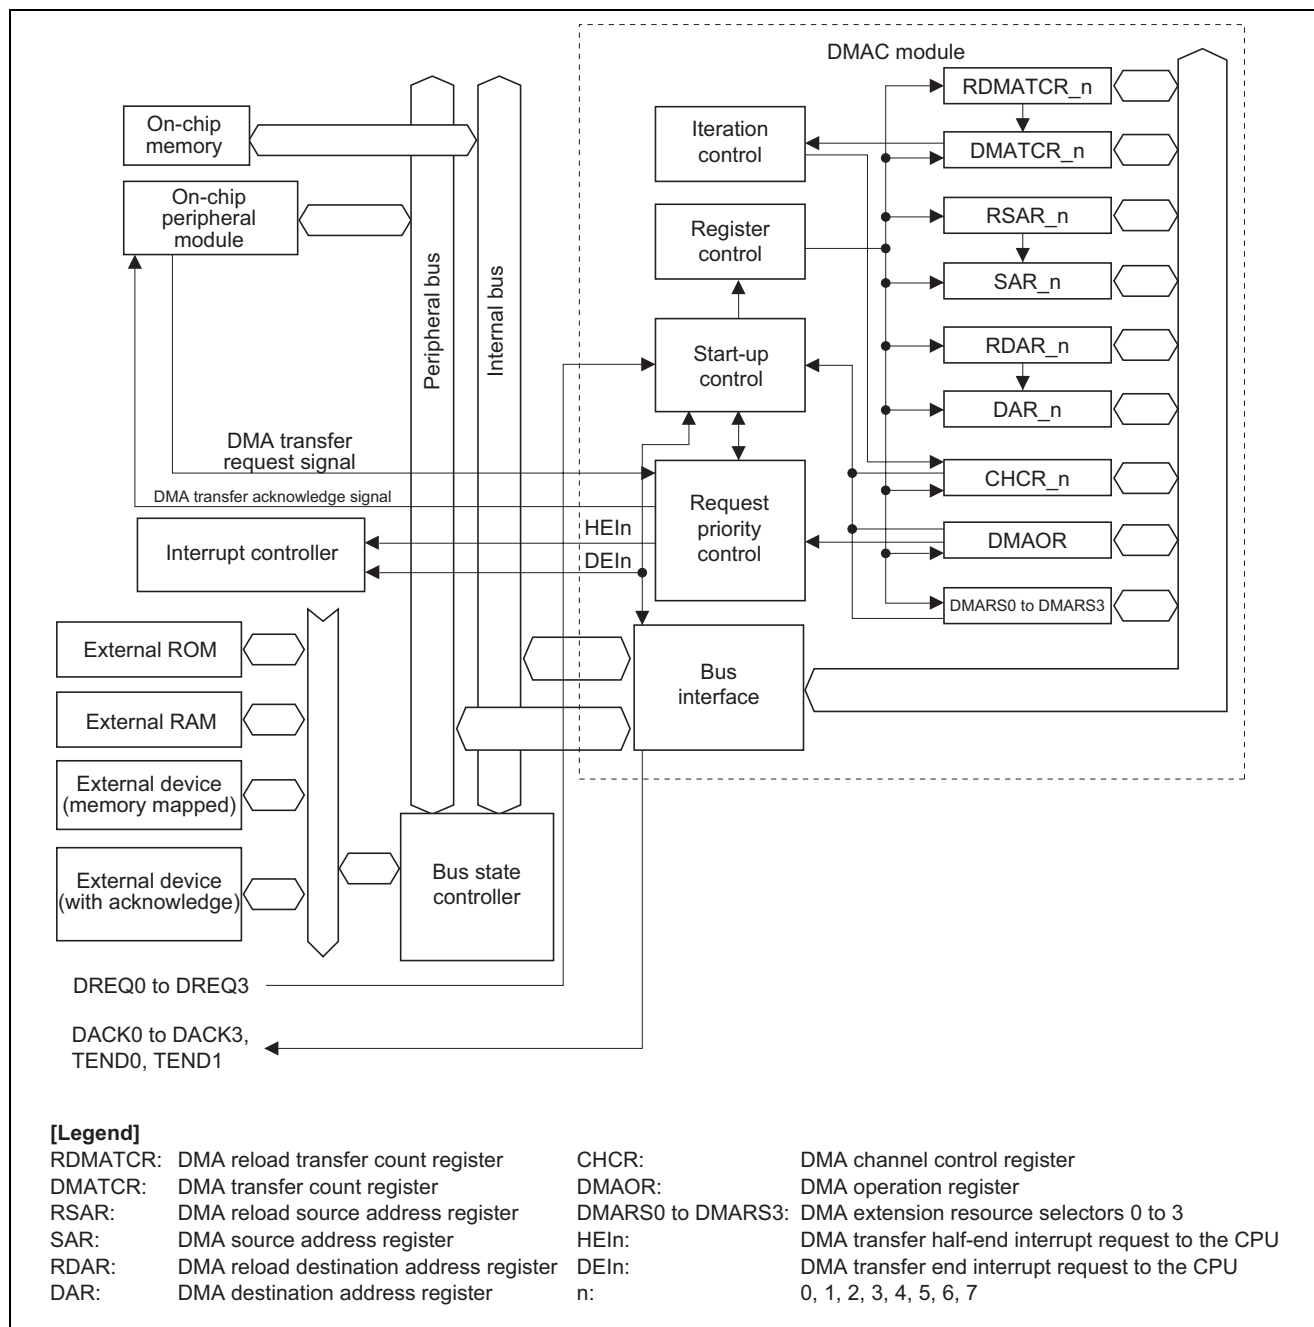 DMAC module
On-chip
memory
On-chip
peripheral
module
Peripheral bus
Internal bus
Iteration
control
Register
control
Start-up
control
Request
priority
control
Bus
interface
RDMATCR_n
DMATCR_n
RSAR_n
SAR_n
RDAR_n
DAR_n
CHCR_n
DMAOR
DMARS0 to DMARS3
DMA transfer
request signal
DMA transfer acknowledge signal
HEIn
DEIn
Interrupt controller
External ROM
External RAM
External device
(memory mapped)
External device
(with acknowledge)
Bus state
controller
DREQ0 to DREQ3
DACK0 to DACK3,
TEND0, TEND1
[Legend]
RDMATCR: DMA reload transfer count register
DMATCR: DMA transfer count register
RSAR: DMA reload source address register
SAR: DMA source address register
RDAR: DMA reload destination address register
DAR: DMA destination address register
CHCR: DMA channel control register
DMAOR: DMA operation register
DMARS0 to DMARS3: DMA extension resource selectors 0 to 3
HEIn: DMA transfer half-end interrupt request to the CPU
DEIn: DMA transfer end interrupt request to the CPU
n: 0, 1, 2, 3, 4, 5, 6, 7